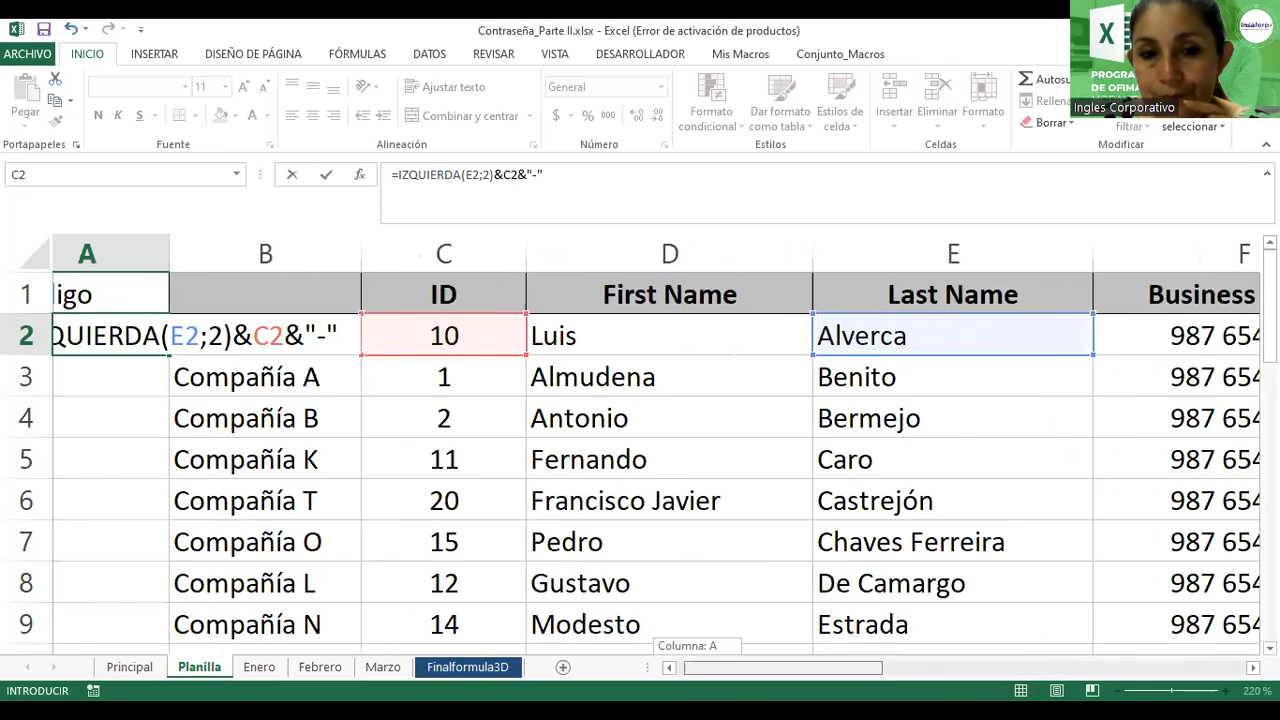 Contraseña_Parte II.xlsx - Excel (Error de activación de productos)
ARCHIVO INICIO INSERTAR DISEÑO DE PÁGINA FÓRMULAS DATOS REVISAR VISTA DESARROLLADOR Mis Macros Conjunto_Macros
Insaforp
PROGRA
DE OFIMA
Ingles Corporativo
Pegar
11
N K S
Ajustar texto
Combinar y centrar
General
$ % 000
Formato condicional
Dar formato como tabla
Estilos de celda
Insertar Eliminar Formato
Autosu
Rellena
Borrar
filtrar seleccionar
Portapapeles Fuente Alineación Número Estilos Celdas Modificar
C2 =IZQUIERDA(E2;2)&C2&"-"
A B C D E F
1 igo ID First Name Last Name Business
2 QUIERDA(E2;2)&C2&"-" 10 Luis Alverca 987 654
3 Compañía A 1 Almudena Benito 987 654
4 Compañía B 2 Antonio Bermejo 987 654
5 Compañía K 11 Fernando Caro 987 654
6 Compañía T 20 Francisco Javier Castrejón 987 654
7 Compañía O 15 Pedro Chaves Ferreira 987 654
8 Compañía L 12 Gustavo De Camargo 987 654
9 Compañía N 14 Modesto Estrada 987 654
Columna: A
Principal Planilla Enero Febrero Marzo Finalformula3D
INTRODUCIR 220 %